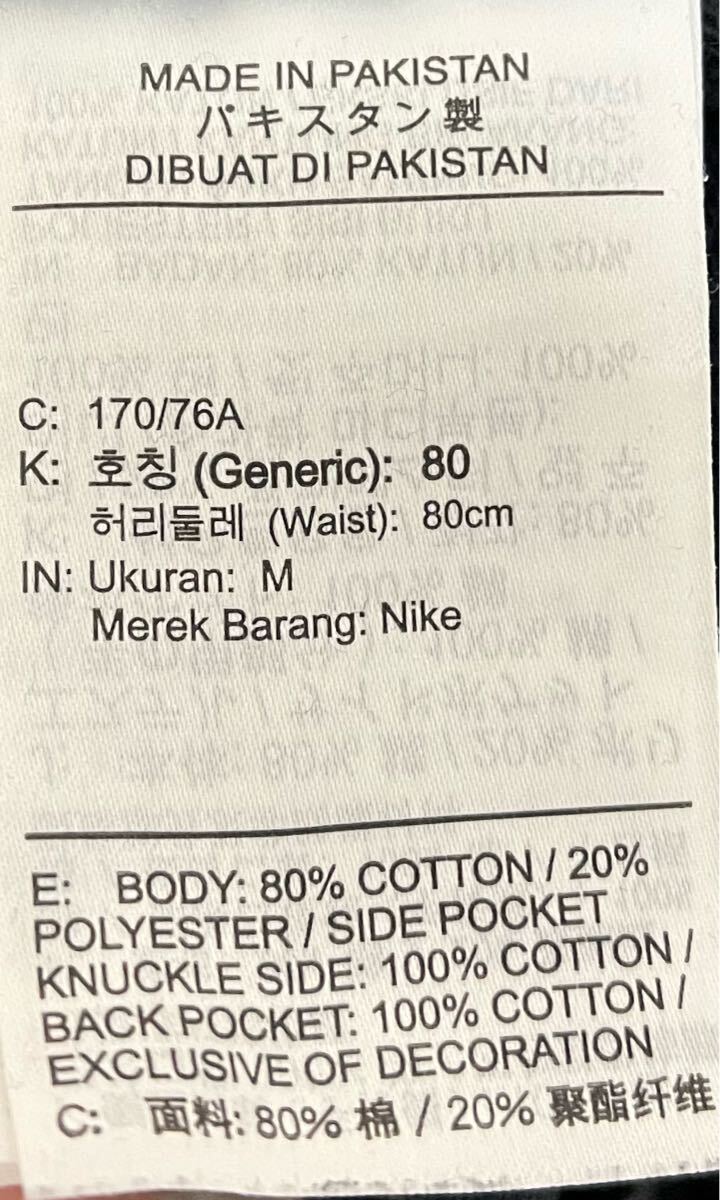 MADE IN PAKISTAN
パキスタン製
DIBUAT DI PAKISTAN
C: 170/76A
K: 호칭 (Generic): 80
허리둘레 (Waist): 80cm
IN: Ukuran: M
Merek Barang: Nike
E: BODY: 80% COTTON / 20%
POLYESTER / SIDE POCKET
KNUCKLE SIDE: 100% COTTON /
BACK POCKET: 100% COTTON /
EXCLUSIVE OF DECORATION
C: 面料: 80% 棉 / 20% 聚酯纤维